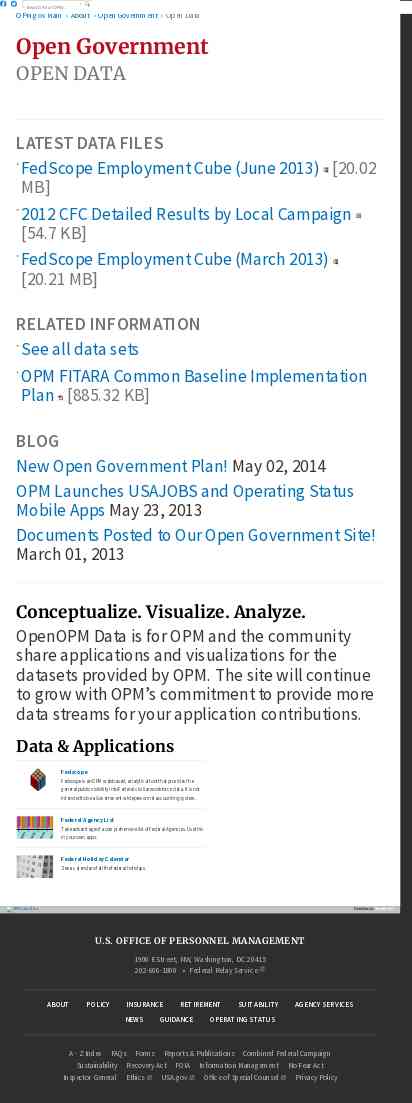 OPM.gov Main › About › Open Government › Open Data
Open Government
OPEN DATA
LATEST DATA FILES
FedScope Employment Cube (June 2013) [20.02
MB]
2012 CFC Detailed Results by Local Campaign
[54.7 KB]
FedScope Employment Cube (March 2013)
[20.21 MB]
RELATED INFORMATION
See all data sets
OPM FITARA Common Baseline Implementation
Plan [885.32 KB]
BLOG
New Open Government Plan! May 02, 2014
OPM Launches USAJOBS and Operating Status
Mobile Apps May 23, 2013
Documents Posted to Our Open Government Site!
March 01, 2013
Conceptualize. Visualize. Analyze.
OpenOPM Data is for OPM and the community
share applications and visualizations for the
datasets provided by OPM. The site will continue
to grow with OPM's commitment to provide more
data streams for your application contributions.
Data & Applications
Fedscope
Federal Agency List
Federal Holiday Calendar
U.S. OFFICE OF PERSONNEL MANAGEMENT
1900 E Street, NW, Washington, DC 20415
202-606-1800 • Federal Relay Service
ABOUT POLICY INSURANCE RETIREMENT SUITABILITY AGENCY SERVICES
NEWS GUIDANCE OPERATING STATUS
A - Z Index FAQs Forms Reports & Publications Combined Federal Campaign
Sustainability Recovery Act FOIA Information Management No Fear Act
Inspector General Ethics USA.gov Office of Special Counsel Privacy Policy